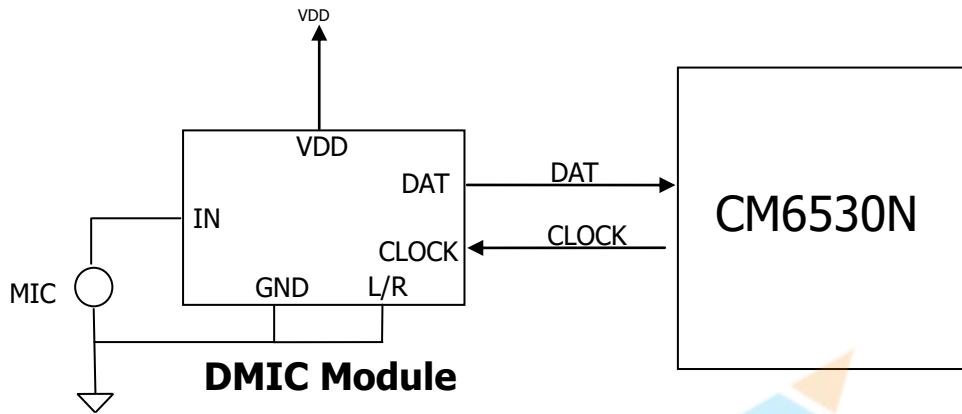 VDD
VDD
DAT
DAT
IN
CM6530N
CLOCK
CLOCK
MIC
GND
L/R
DMIC Module